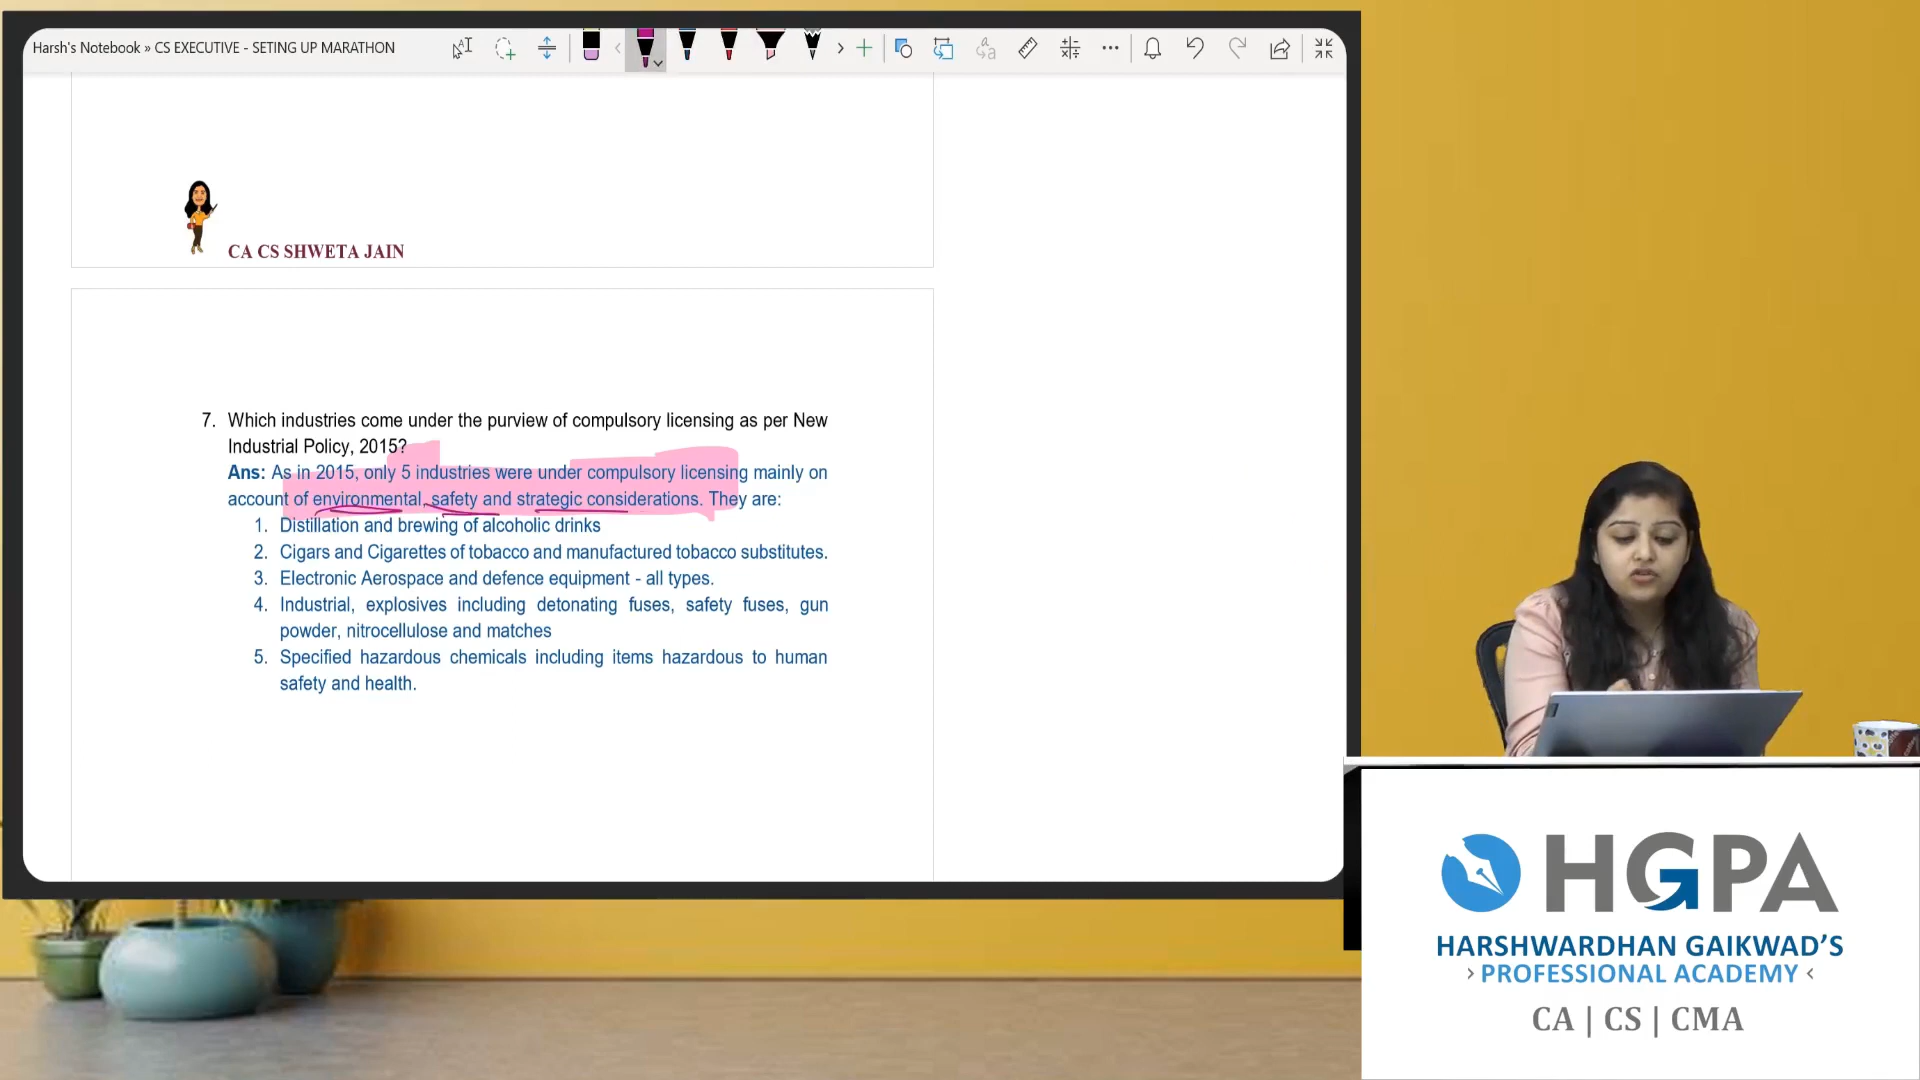 Harsh's Notebook » CS EXECUTIVE - SETING UP MARATHON
CA CS SHWETA JAIN
7. Which industries come under the purview of compulsory licensing as per New
Industrial Policy, 2015?
Ans: As in 2015, only 5 industries were under compulsory licensing mainly on
account of environmental, safety and strategic considerations. They are:
1. Distillation and brewing of alcoholic drinks
2. Cigars and Cigarettes of tobacco and manufactured tobacco substitutes.
3. Electronic Aerospace and defence equipment - all types.
4. Industrial, explosives including detonating fuses, safety fuses, gun
powder, nitrocellulose and matches
5. Specified hazardous chemicals including items hazardous to human
safety and health.
HGPA
HARSHWARDHAN GAIKWAD'S
› PROFESSIONAL ACADEMY ‹
CA | CS | CMA